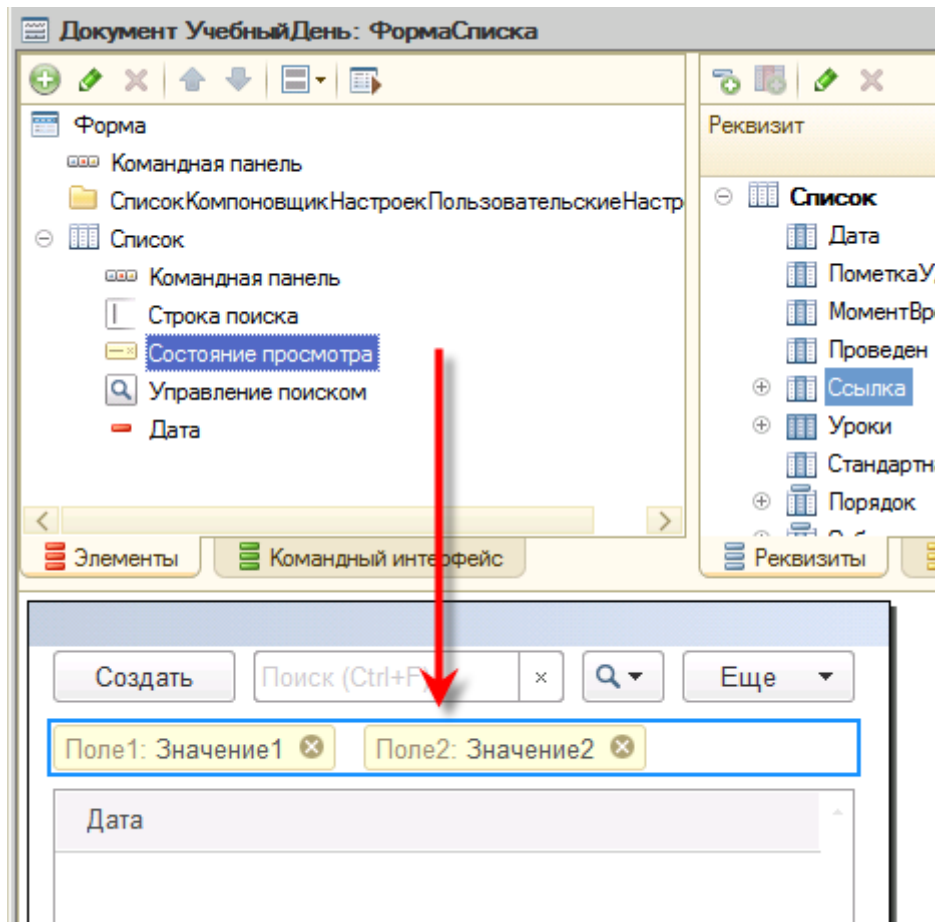 Документ УчебныйДень: ФормаСписка
Форма
Командная панель
СписокКомпоновщикНастроекПользовательскиеНастр
Список
Командная панель
Строка поиска
Состояние просмотра
Управление поиском
Дата
Элементы
Командный интерфейс
Реквизит
Список
Дата
ПометкаУ
МоментВр
Проведен
Ссылка
Уроки
Стандартн
Порядок
Реквизиты
Создать Поиск (Ctrl+F) × Еще
Поле1: Значение1 Поле2: Значение2
Дата